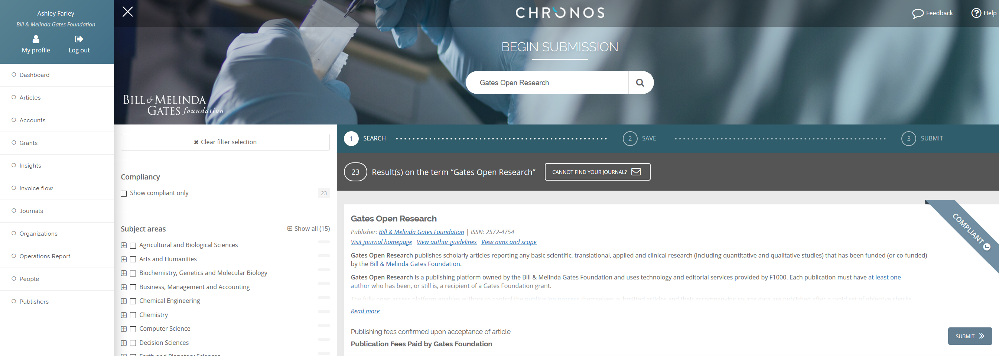 Ashley Farley
Bill & Melinda Gates Foundation
My profile
Log out
Dashboard
Articles
Accounts
Grants
Insights
Invoice flow
Journals
Organizations
Operations Report
People
Publishers
CHRONOS
Feedback
Help
BEGIN SUBMISSION
Gates Open Research
BILL & MELINDA
GATES foundation
Clear filter selection
Compliancy
Show compliant only
23
Subject areas
Show all (15)
Agricultural and Biological Sciences
Arts and Humanities
Biochemistry, Genetics and Molecular Biology
Business, Management and Accounting
Chemical Engineering
Chemistry
Computer Science
Decision Sciences
Earth and Planetary Sciences
1 SEARCH
2 SAVE
3 SUBMIT
23 Result(s) on the term “Gates Open Research”
CANNOT FIND YOUR JOURNAL?
COMPLIANT
Gates Open Research
Publisher: Bill & Melinda Gates Foundation | ISSN: 2572-4754
Visit journal homepage View author guidelines View aims and scope
Gates Open Research publishes scholarly articles reporting any basic scientific, translational, applied and clinical research (including quantitative and qualitative studies) that has been funded (or co-funded)
by the Bill & Melinda Gates Foundation.
Gates Open Research is a publishing platform owned by the Bill & Melinda Gates Foundation and uses technology and editorial services provided by F1000. Each publication must have at least one
author who has been, or still is, a recipient of a Gates Foundation grant.
The fully open access platform enables authors to control the publication process themselves: submitted articles and their accompanying source data are published after a rapid set of objective checks
Read more
Publishing fees confirmed upon acceptance of article
Publication Fees Paid by Gates Foundation
SUBMIT